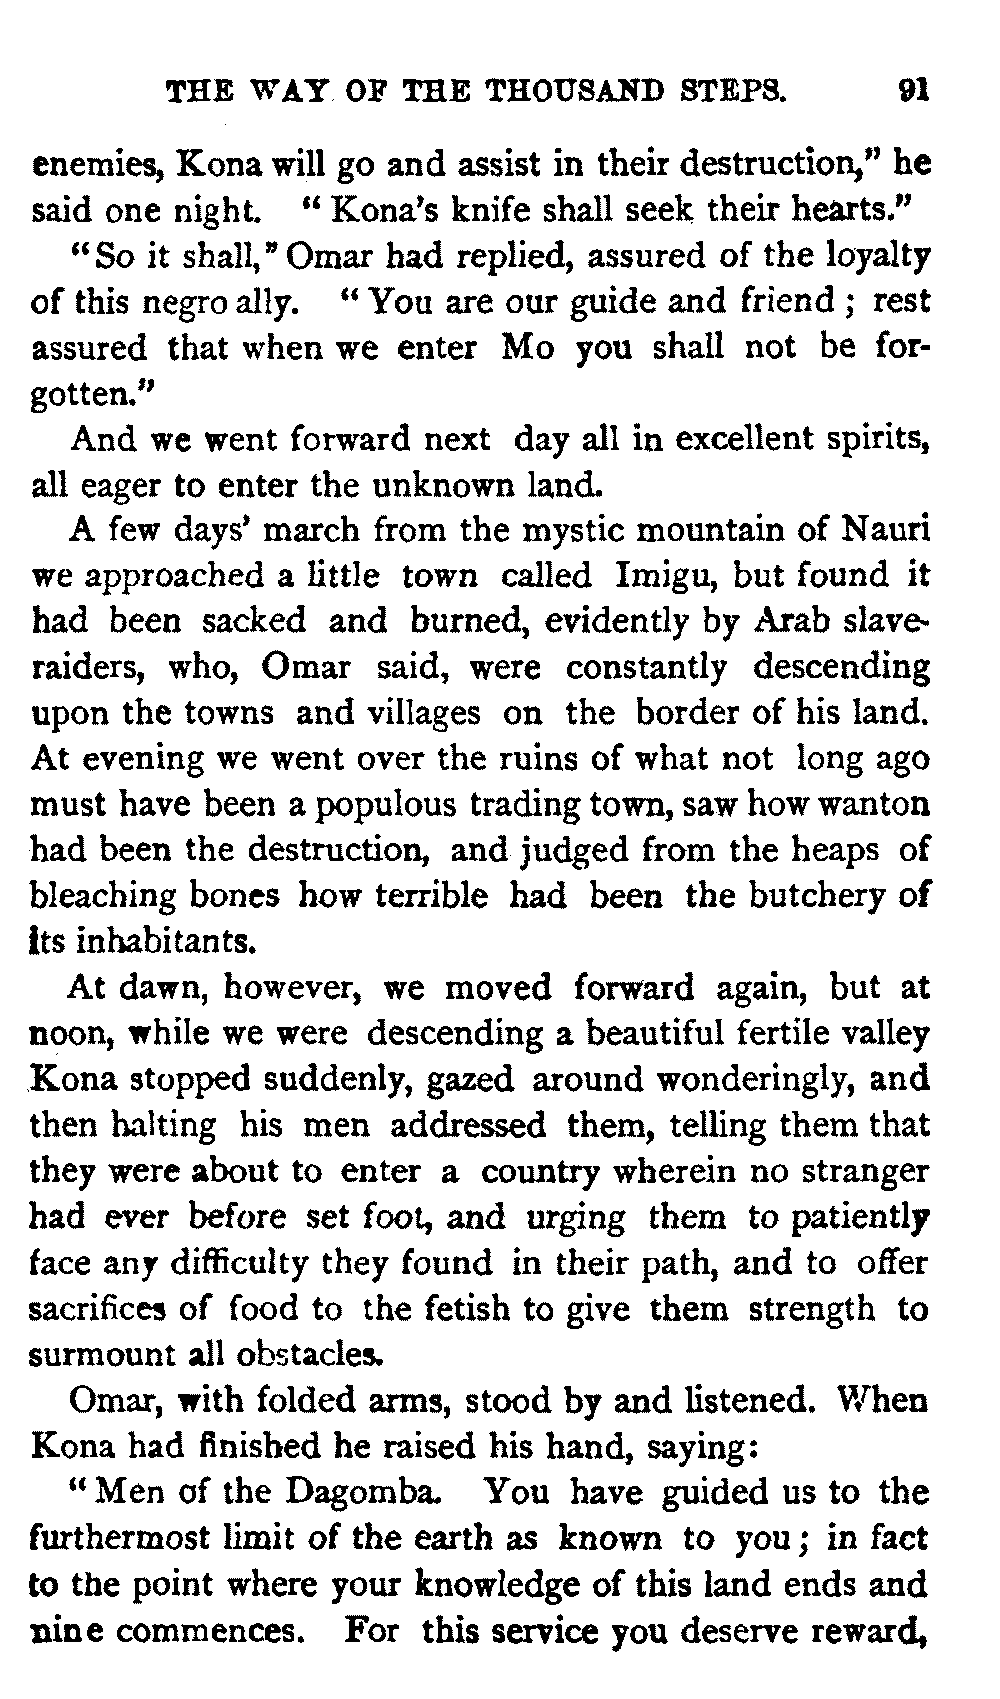 THE WAY OF THE THOUSAND STEPS. 91
enemies, Kona will go and assist in their destruction," he
said one night. "Kona's knife shall seek their hearts."
"So it shall," Omar had replied, assured of the loyalty
of this negro ally. "You are our guide and friend; rest
assured that when we enter Mo you shall not be for-
gotten."
And we went forward next day all in excellent spirits,
all eager to enter the unknown land.
A few days' march from the mystic mountain of Nauri
we approached a little town called Imigu, but found it
had been sacked and burned, evidently by Arab slave-
raiders, who, Omar said, were constantly descending
upon the towns and villages on the border of his land.
At evening we went over the ruins of what not long ago
must have been a populous trading town, saw how wanton
had been the destruction, and judged from the heaps of
bleaching bones how terrible had been the butchery of
its inhabitants.
At dawn, however, we moved forward again, but at
noon, while we were descending a beautiful fertile valley
Kona stopped suddenly, gazed around wonderingly, and
then halting his men addressed them, telling them that
they were about to enter a country wherein no stranger
had ever before set foot, and urging them to patiently
face any difficulty they found in their path, and to offer
sacrifices of food to the fetish to give them strength to
surmount all obstacles.
Omar, with folded arms, stood by and listened. When
Kona had finished he raised his hand, saying:
"Men of the Dagomba. You have guided us to the
furthermost limit of the earth as known to you; in fact
to the point where your knowledge of this land ends and
nine commences. For this service you deserve reward,